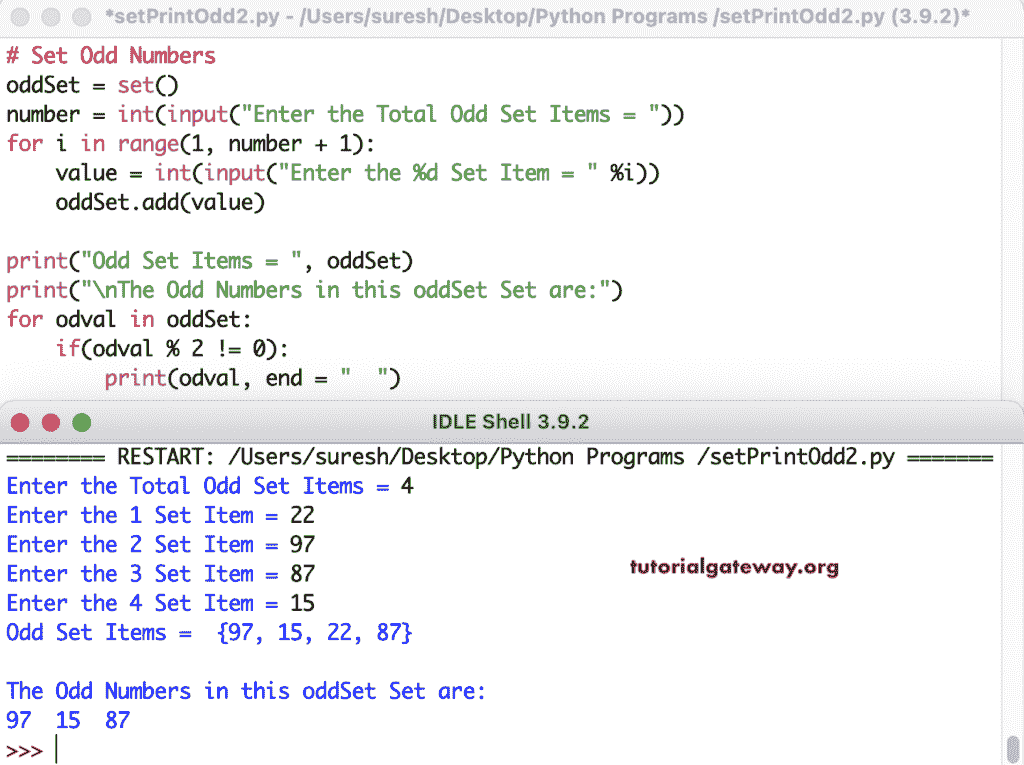 *setPrintOdd2.py - /Users/suresh/Desktop/Python Programs /setPrintOdd2.py (3.9.2)*
# Set Odd Numbers
oddSet = set()
number = int(input("Enter the Total Odd Set Items = "))
for i in range(1, number + 1):
    value = int(input("Enter the %d Set Item = " %i))
    oddSet.add(value)

print("Odd Set Items = ", oddSet)
print("\nThe Odd Numbers in this oddSet Set are:")
for odval in oddSet:
    if(odval % 2 != 0):
        print(odval, end = "  ")
IDLE Shell 3.9.2
======== RESTART: /Users/suresh/Desktop/Python Programs /setPrintOdd2.py =======
Enter the Total Odd Set Items = 4
Enter the 1 Set Item = 22
Enter the 2 Set Item = 97
tutorialgateway.org
Enter the 3 Set Item = 87
Enter the 4 Set Item = 15
Odd Set Items =  {97, 15, 22, 87}

The Odd Numbers in this oddSet Set are:
97  15  87
>>>